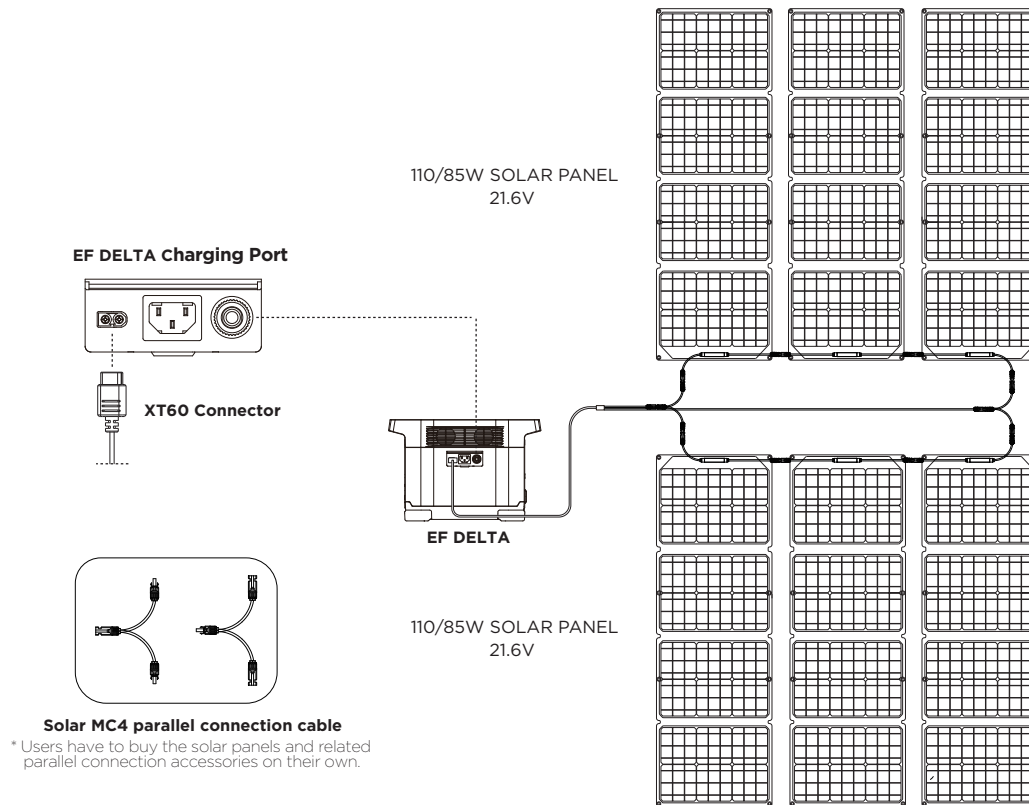 110/85W SOLAR PANEL
21.6V
EF DELTA Charging Port
XT60 Connector
EF DELTA
110/85W SOLAR PANEL
21.6V
Solar MC4 parallel connection cable
* Users have to buy the solar panels and related
parallel connection accessories on their own.